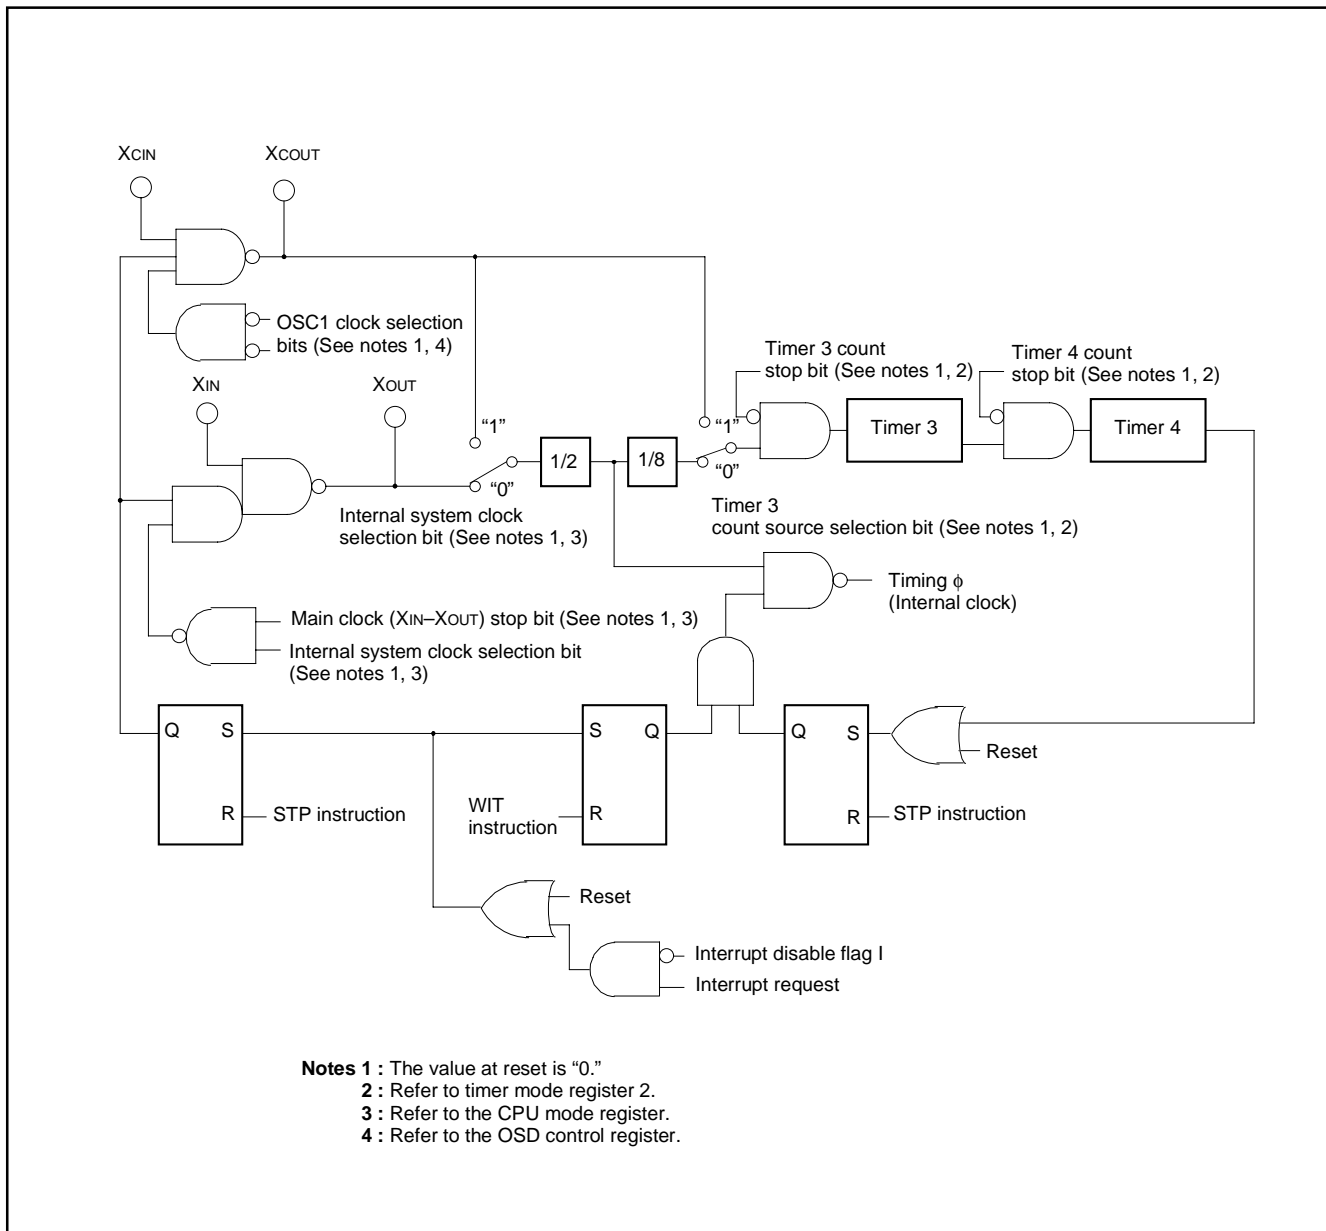 XCIN
XCOUT
OSC1 clock selection
bits (See notes 1, 4)
XIN
XOUT
Timer 3 count
stop bit (See notes 1, 2)
Timer 4 count
stop bit (See notes 1, 2)
“1”
“1”
Timer 3
Timer 4
1/2
1/8
“0”
“0”
Internal system clock
selection bit (See notes 1, 3)
Timer 3
count source selection bit (See notes 1, 2)
Timing ϕ
(Internal clock)
Main clock (XIN–XOUT) stop bit (See notes 1, 3)
Internal system clock selection bit
(See notes 1, 3)
Q
S
S
Q
Q
S
Reset
R
STP instruction
WIT
instruction
R
R
STP instruction
Reset
Interrupt disable flag I
Interrupt request
Notes 1 : The value at reset is “0.”
2 : Refer to timer mode register 2.
3 : Refer to the CPU mode register.
4 : Refer to the OSD control register.